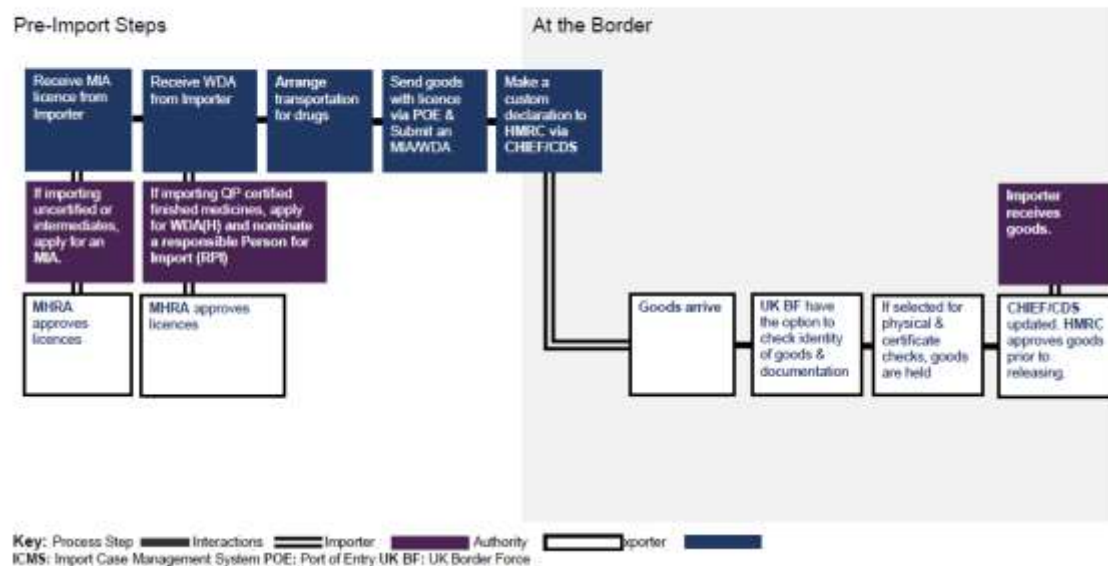 Pre-Import Steps
At the Border
Receive MIA
licence from
Importer
Receive WDA
from Importer
Arrange
transportation
for drugs
Send goods
with licence
via POE &
Submit an
MIA/WDA
Make a
custom
declaration to
HMRC via
CHIEF/CDS
If importing
uncertified or
intermediates,
apply for an
MIA.
If importing QP certified
finished medicines, apply
for WDA(H) and nominate
a responsible Person for
Import (RPI)
Importer
receives
goods.
MHRA
approves
licences
MHRA approves
licences
Goods arrive
UK BF have
the option to
check identity
of goods &
documentation
If selected for
physical &
certificate
checks, goods
are held
CHIEF/CDS
updated. HMRC
approves goods
prior to
releasing.
Key: Process Step Interactions Importer Authority xporter
ICMS: Import Case Management System POE: Port of Entry UK BF: UK Border Force